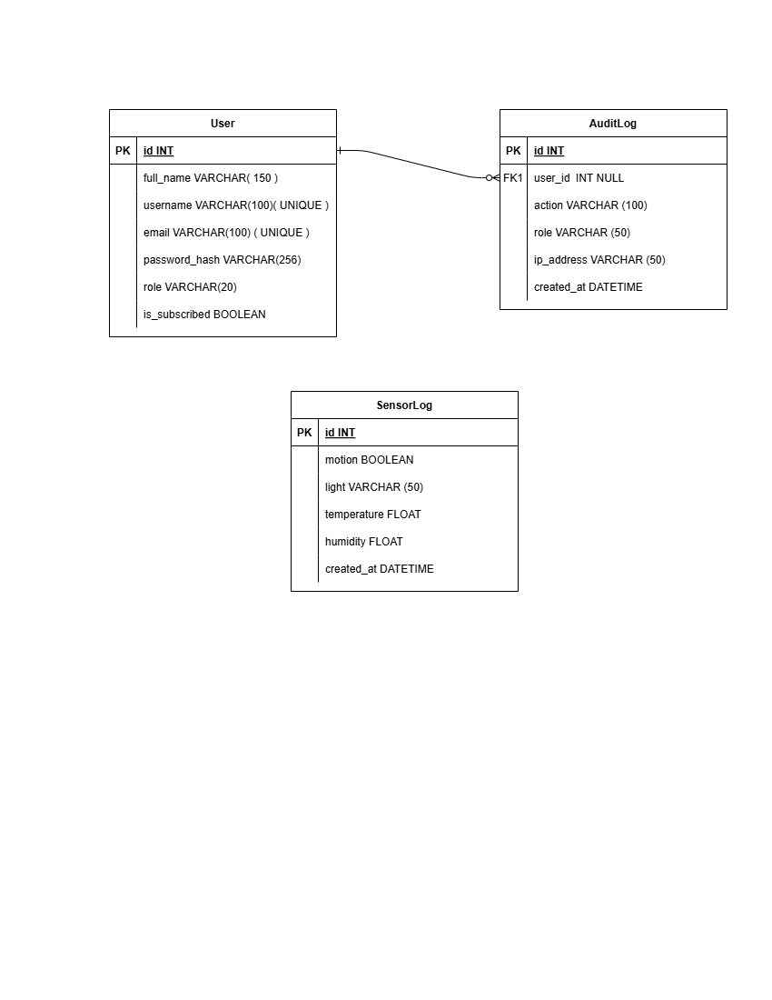 User
PK id INT
full_name VARCHAR( 150 )
username VARCHAR(100)( UNIQUE )
email VARCHAR(100) ( UNIQUE )
password_hash VARCHAR(256)
role VARCHAR(20)
is_subscribed BOOLEAN
AuditLog
PK id INT
FK1 user_id  INT NULL
action VARCHAR (100)
role VARCHAR (50)
ip_address VARCHAR (50)
created_at DATETIME
SensorLog
PK id INT
motion BOOLEAN
light VARCHAR (50)
temperature FLOAT
humidity FLOAT
created_at DATETIME